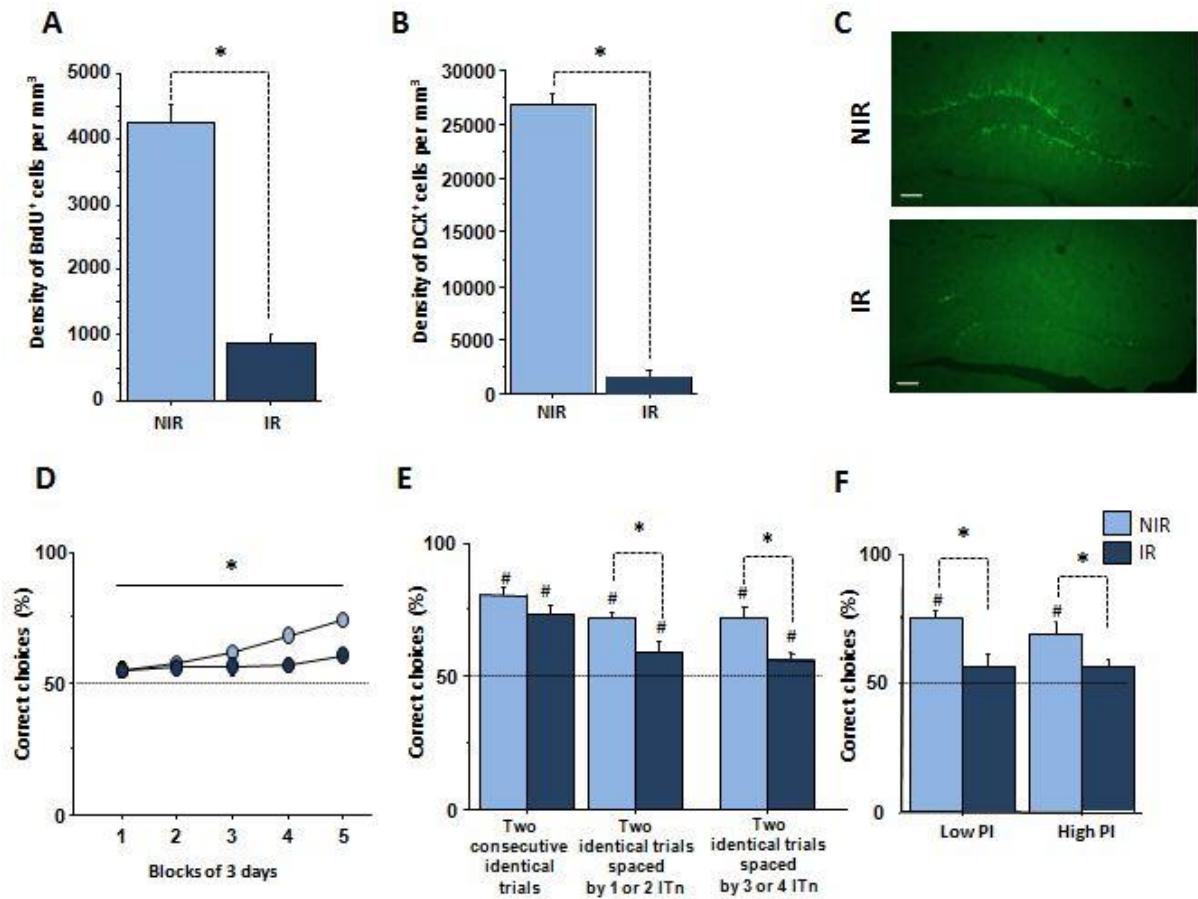 A
*
Density of BrdU⁺ cells per mm³
5000
4000
3000
2000
1000
0
NIR
IR
B
*
Density of DCX⁺ cells per mm³
30000
25000
20000
15000
10000
5000
0
NIR
IR
C
NIR
IR
D
*
Correct choices (%)
100
50
0
1 2 3 4 5
Blocks of 3 days
E
Correct choices (%)
100
50
0
* *
# # # # # #
Two
consecutive
identical
trials
Two
identical trials
spaced
by 1 or 2 ITn
Two
identical trials
spaced
by 3 or 4 ITn
F
NIR
IR
Correct choices (%)
100
50
0
* *
# #
Low PI
High PI